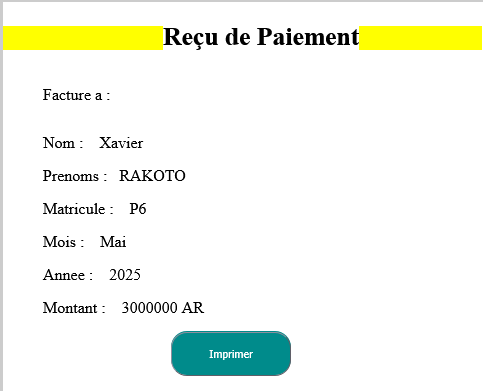 Reçu de Paiement
Facture a :
Nom : Xavier
Prenoms : RAKOTO
Matricule : P6
Mois : Mai
Annee : 2025
Montant : 3000000 AR
Imprimer